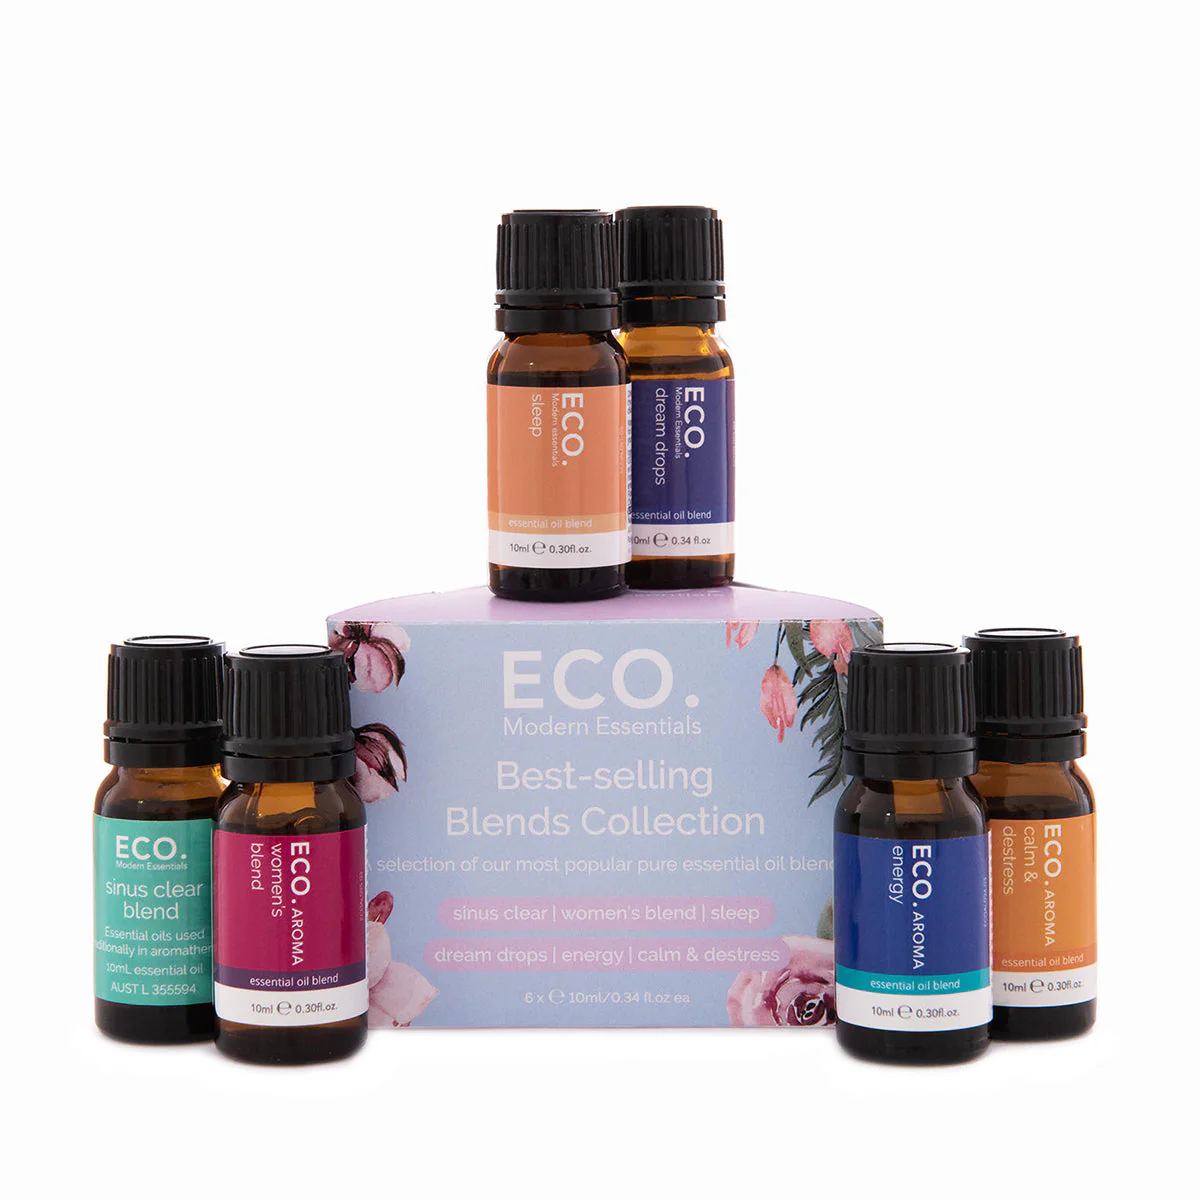 ECO.
Modern essentials
sleep
essential oil blend
10ml ℮ 0.30fl.oz.
ECO.
Modern Essentials
dream drops
essential oil blend
0ml ℮ 0.34 fl.oz
ECO.
Modern Essentials
Best-selling
Blends Collection
selection of our most popular pure essential oil blend
sinus clear | women's blend | sleep
dream drops | energy | calm & destress
6 x ℮ 10ml/0.34 fl.oz ea
ECO.
Modern Essentials
sinus clear
blend
Essential oils used
ditionally in aromather
10mL essential oil
AUST L 355594
ECO. AROMA
women's
blend
essential oil blend
10ml ℮ 0.30fl.oz.
ECO. AROMA
energy
essential oil blend
10ml ℮ 0.30fl.oz.
ECO. AROMA
calm &
destress
essential oil blend
10ml ℮ 0.30fl.oz.